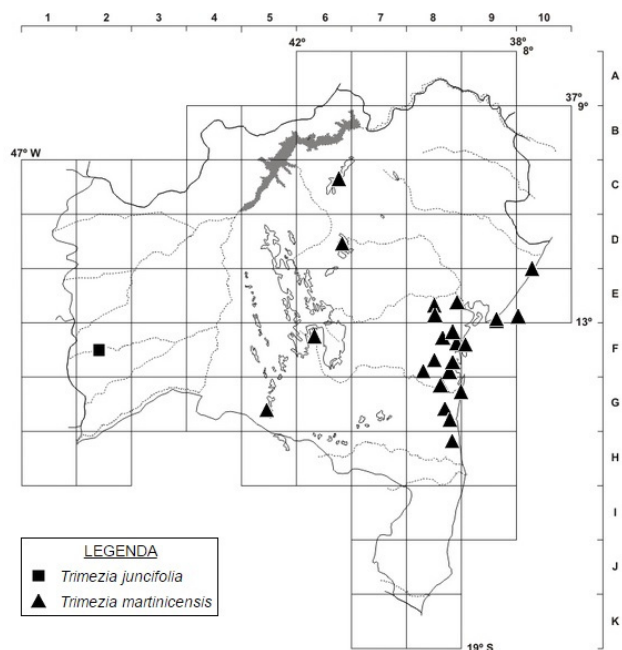 1 2 3 4 5 6 7 8 9 10
42° 38°
8°
A
37°
9°
B
47° W
C
D
E
13°
F
G
H
I
LEGENDA
Trimezia juncifolia
J
Trimezia martinicensis
K
19° S